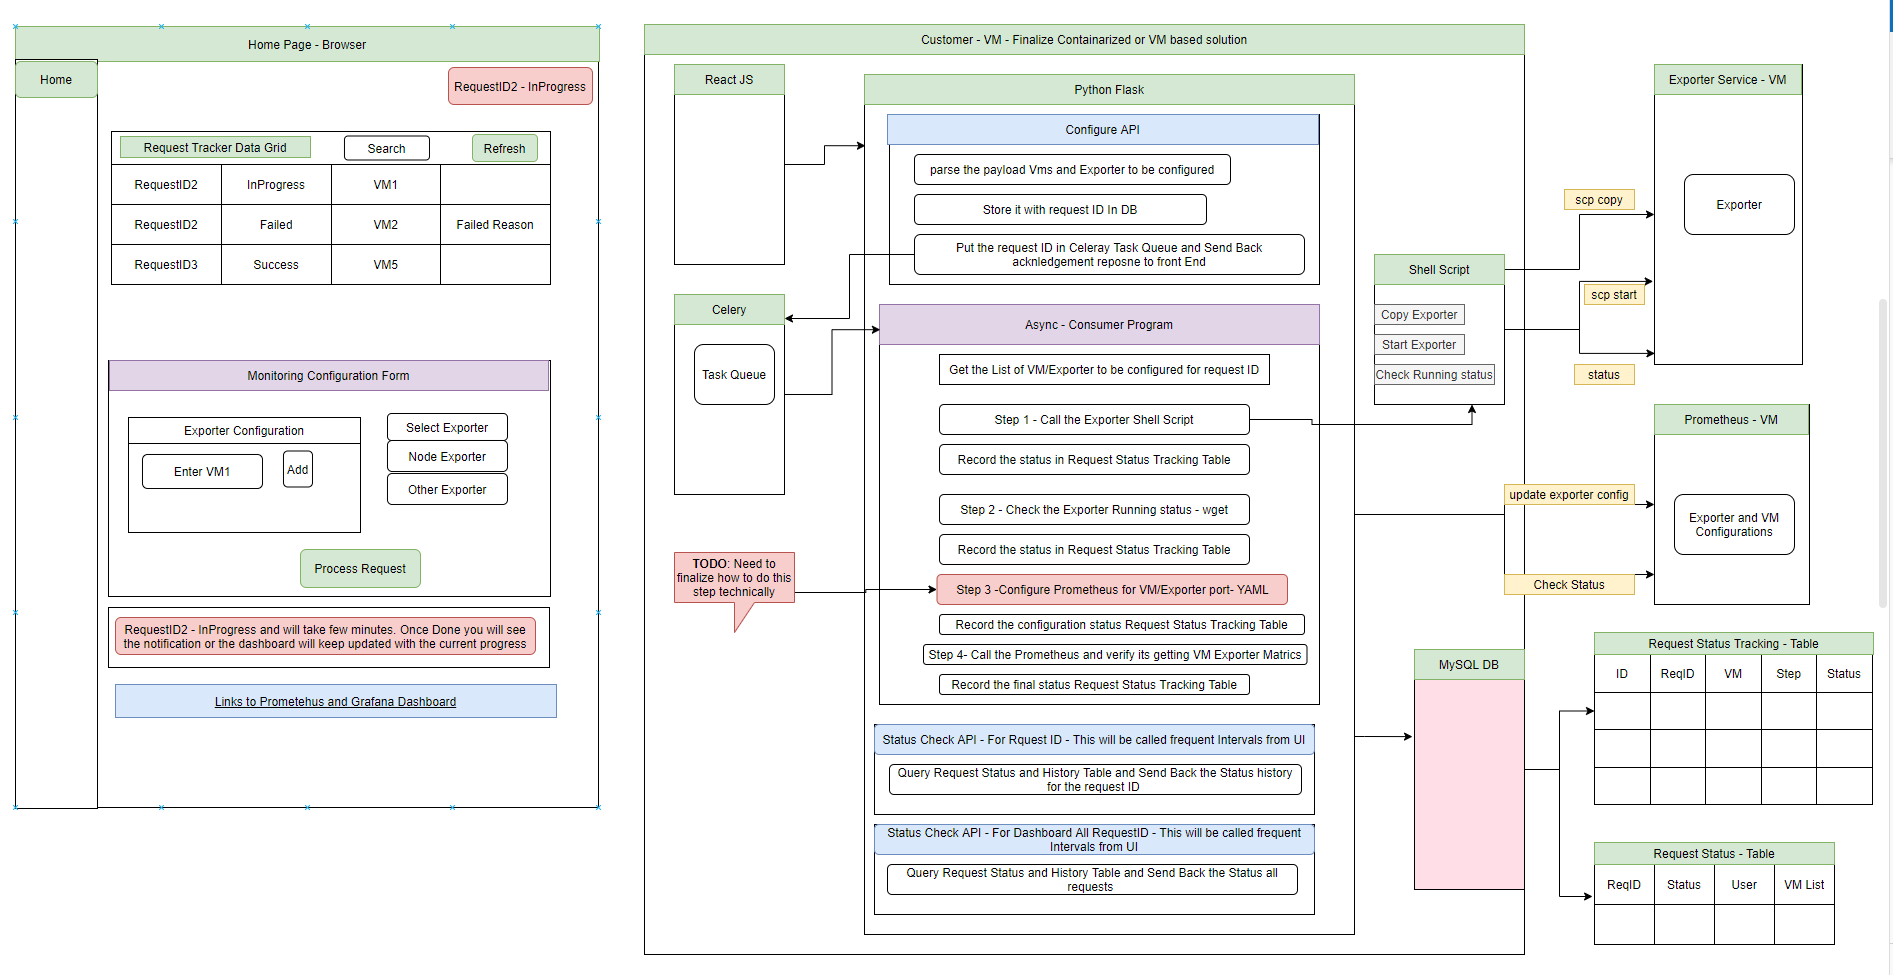 Home Page - Browser
Home
RequestID2 - InProgress
Request Tracker Data Grid
Search
Refresh
RequestID2
InProgress
VM1
RequestID2
Failed
VM2
Failed Reason
RequestID3
Success
VM5
Monitoring Configuration Form
Exporter Configuration
Enter VM1
Add
Select Exporter
Node Exporter
Other Exporter
Process Request
RequestID2 - InProgress and will take few minutes. Once Done you will see
the notification or the dashboard will keep updated with the current progress
Links to Prometehus and Grafana Dashboard
Customer - VM - Finalize Containarized or VM based solution
React JS
Celery
Task Queue
TODO: Need to
finalize how to do this
step technically
Python Flask
Configure API
parse the payload Vms and Exporter to be configured
Store it with request ID In DB
Put the request ID in Celeray Task Queue and Send Back
acknledgement reposne to front End
Async - Consumer Program
Get the List of VM/Exporter to be configured for request ID
Step 1 - Call the Exporter Shell Script
Record the status in Request Status Tracking Table
Step 2 - Check the Exporter Running status - wget
Record the status in Request Status Tracking Table
Step 3 -Configure Prometheus for VM/Exporter port- YAML
Record the configuration status Request Status Tracking Table
Step 4- Call the Prometheus and verify its getting VM Exporter Matrics
Record the final status Request Status Tracking Table
Status Check API - For Rquest ID - This will be called frequent Intervals from UI
Query Request Status and History Table and Send Back the Status history
for the request ID
Status Check API - For Dashboard All RequestID - This will be called frequent
Intervals from UI
Query Request Status and History Table and Send Back the Status all
requests
Shell Script
Copy Exporter
Start Exporter
Check Running status
MySQL DB
scp copy
scp start
status
Exporter Service - VM
Exporter
Prometheus - VM
update exporter config
Exporter and VM
Configurations
Check Status
Request Status Tracking - Table
ID
ReqID
VM
Step
Status
Request Status - Table
ReqID
Status
User
VM List